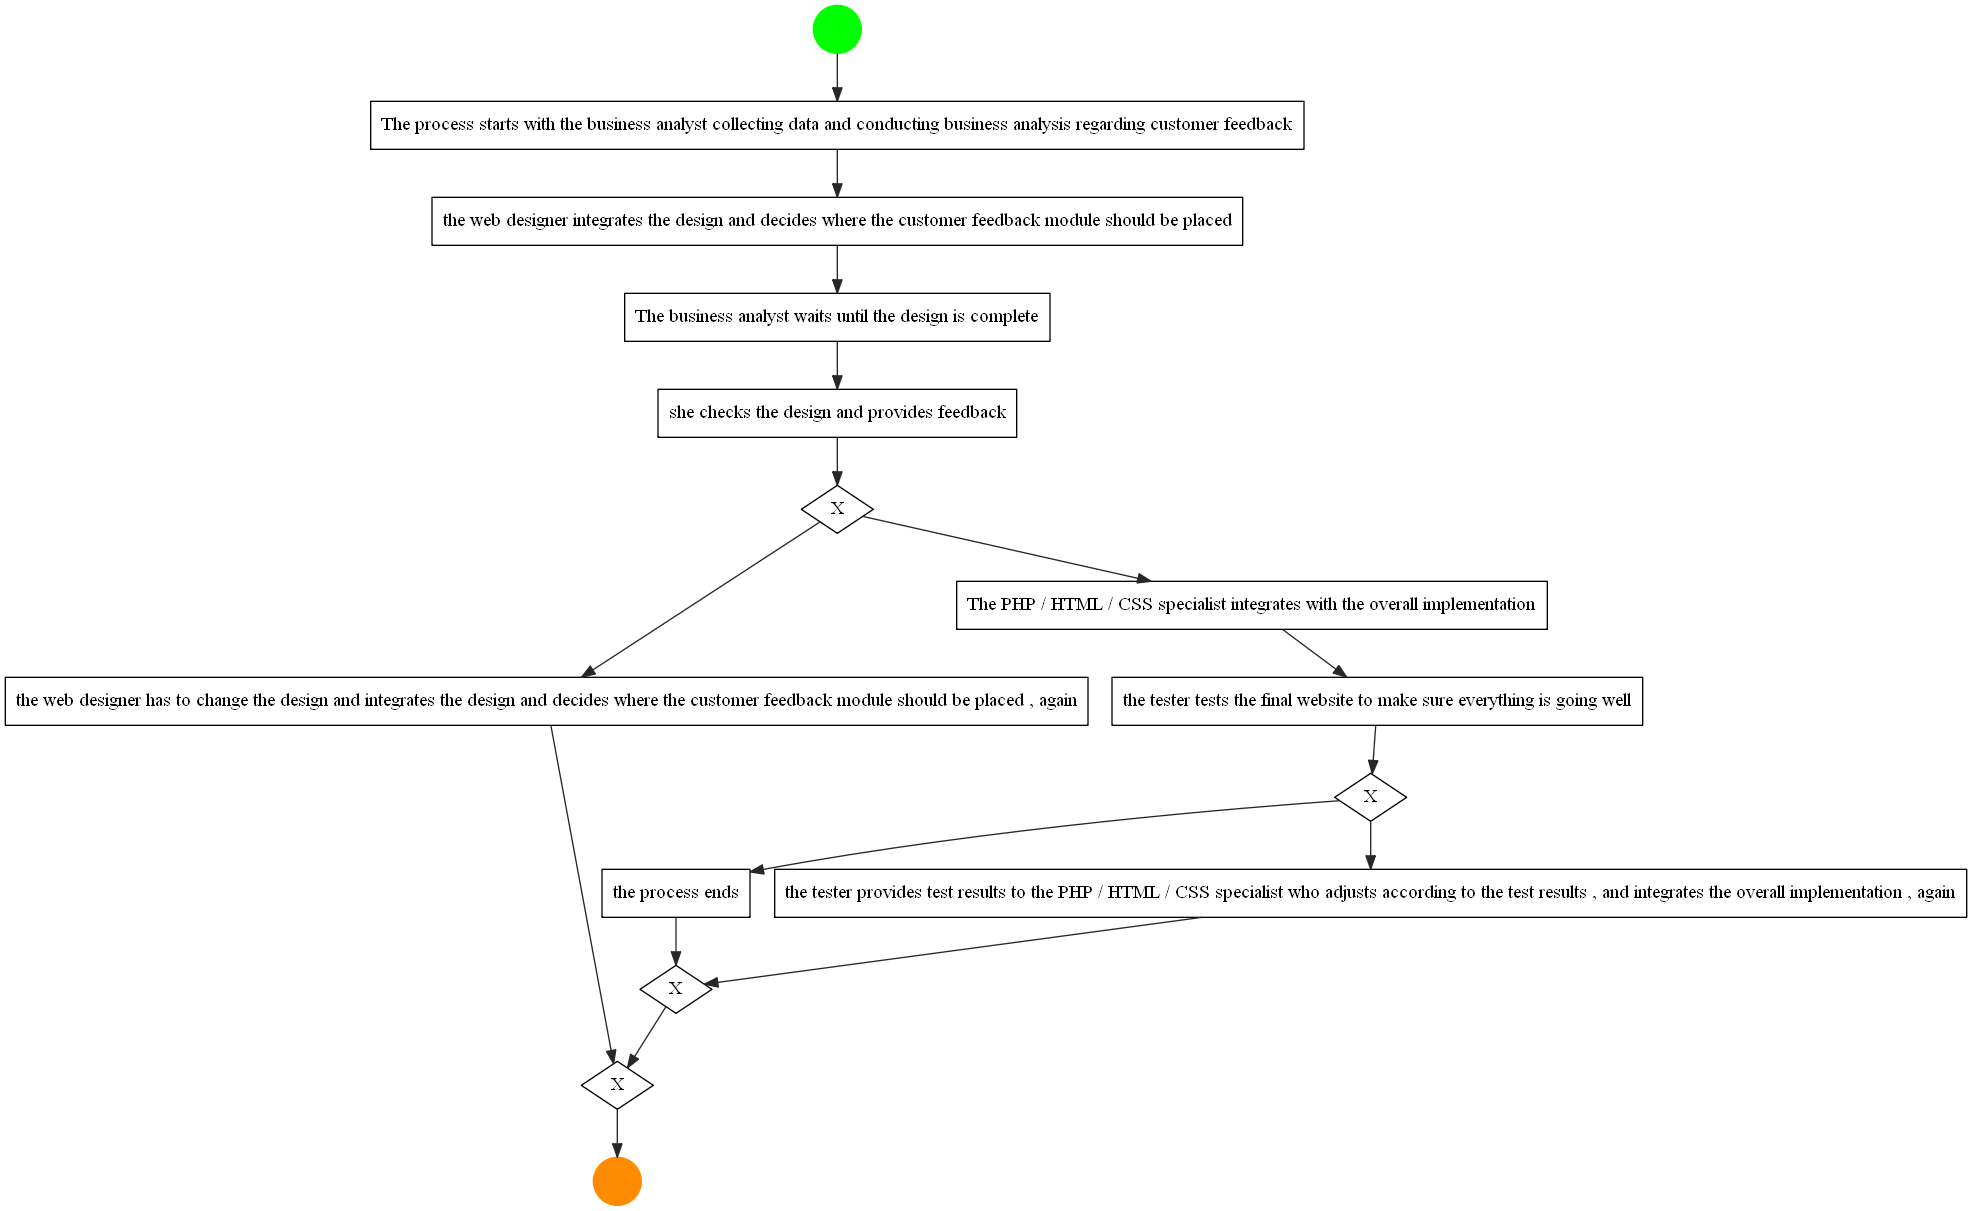 The process starts with the business analyst collecting data and conducting business analysis regarding customer feedback
the web designer integrates the design and decides where the customer feedback module should be placed
The business analyst waits until the design is complete
she checks the design and provides feedback
X
The PHP / HTML / CSS specialist integrates with the overall implementation
the web designer has to change the design and integrates the design and decides where the customer feedback module should be placed , again
the tester tests the final website to make sure everything is going well
X
the process ends
the tester provides test results to the PHP / HTML / CSS specialist who adjusts according to the test results , and integrates the overall implementation , again
X
X